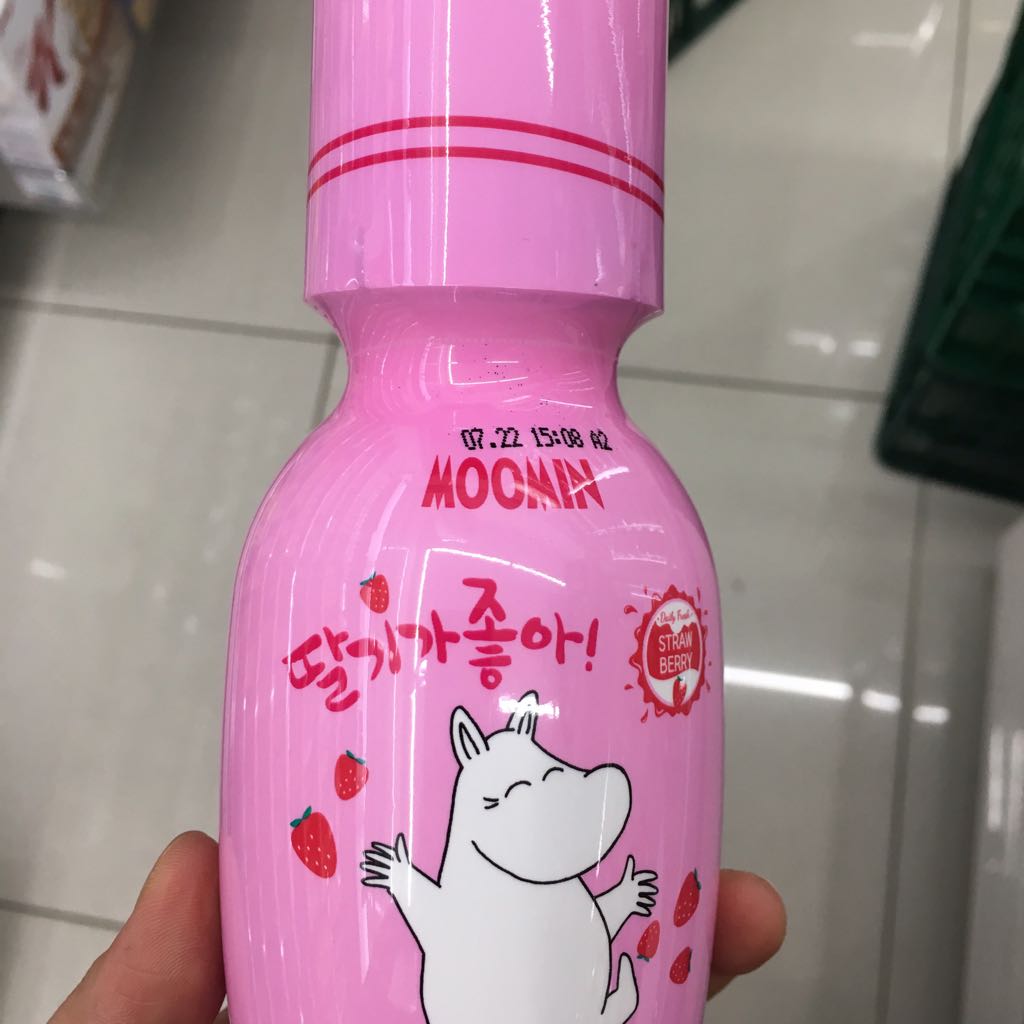 07.22 15:08 A2
MOOMIN
딸기가 좋아!
Daily Fresh
STRAW
BERRY